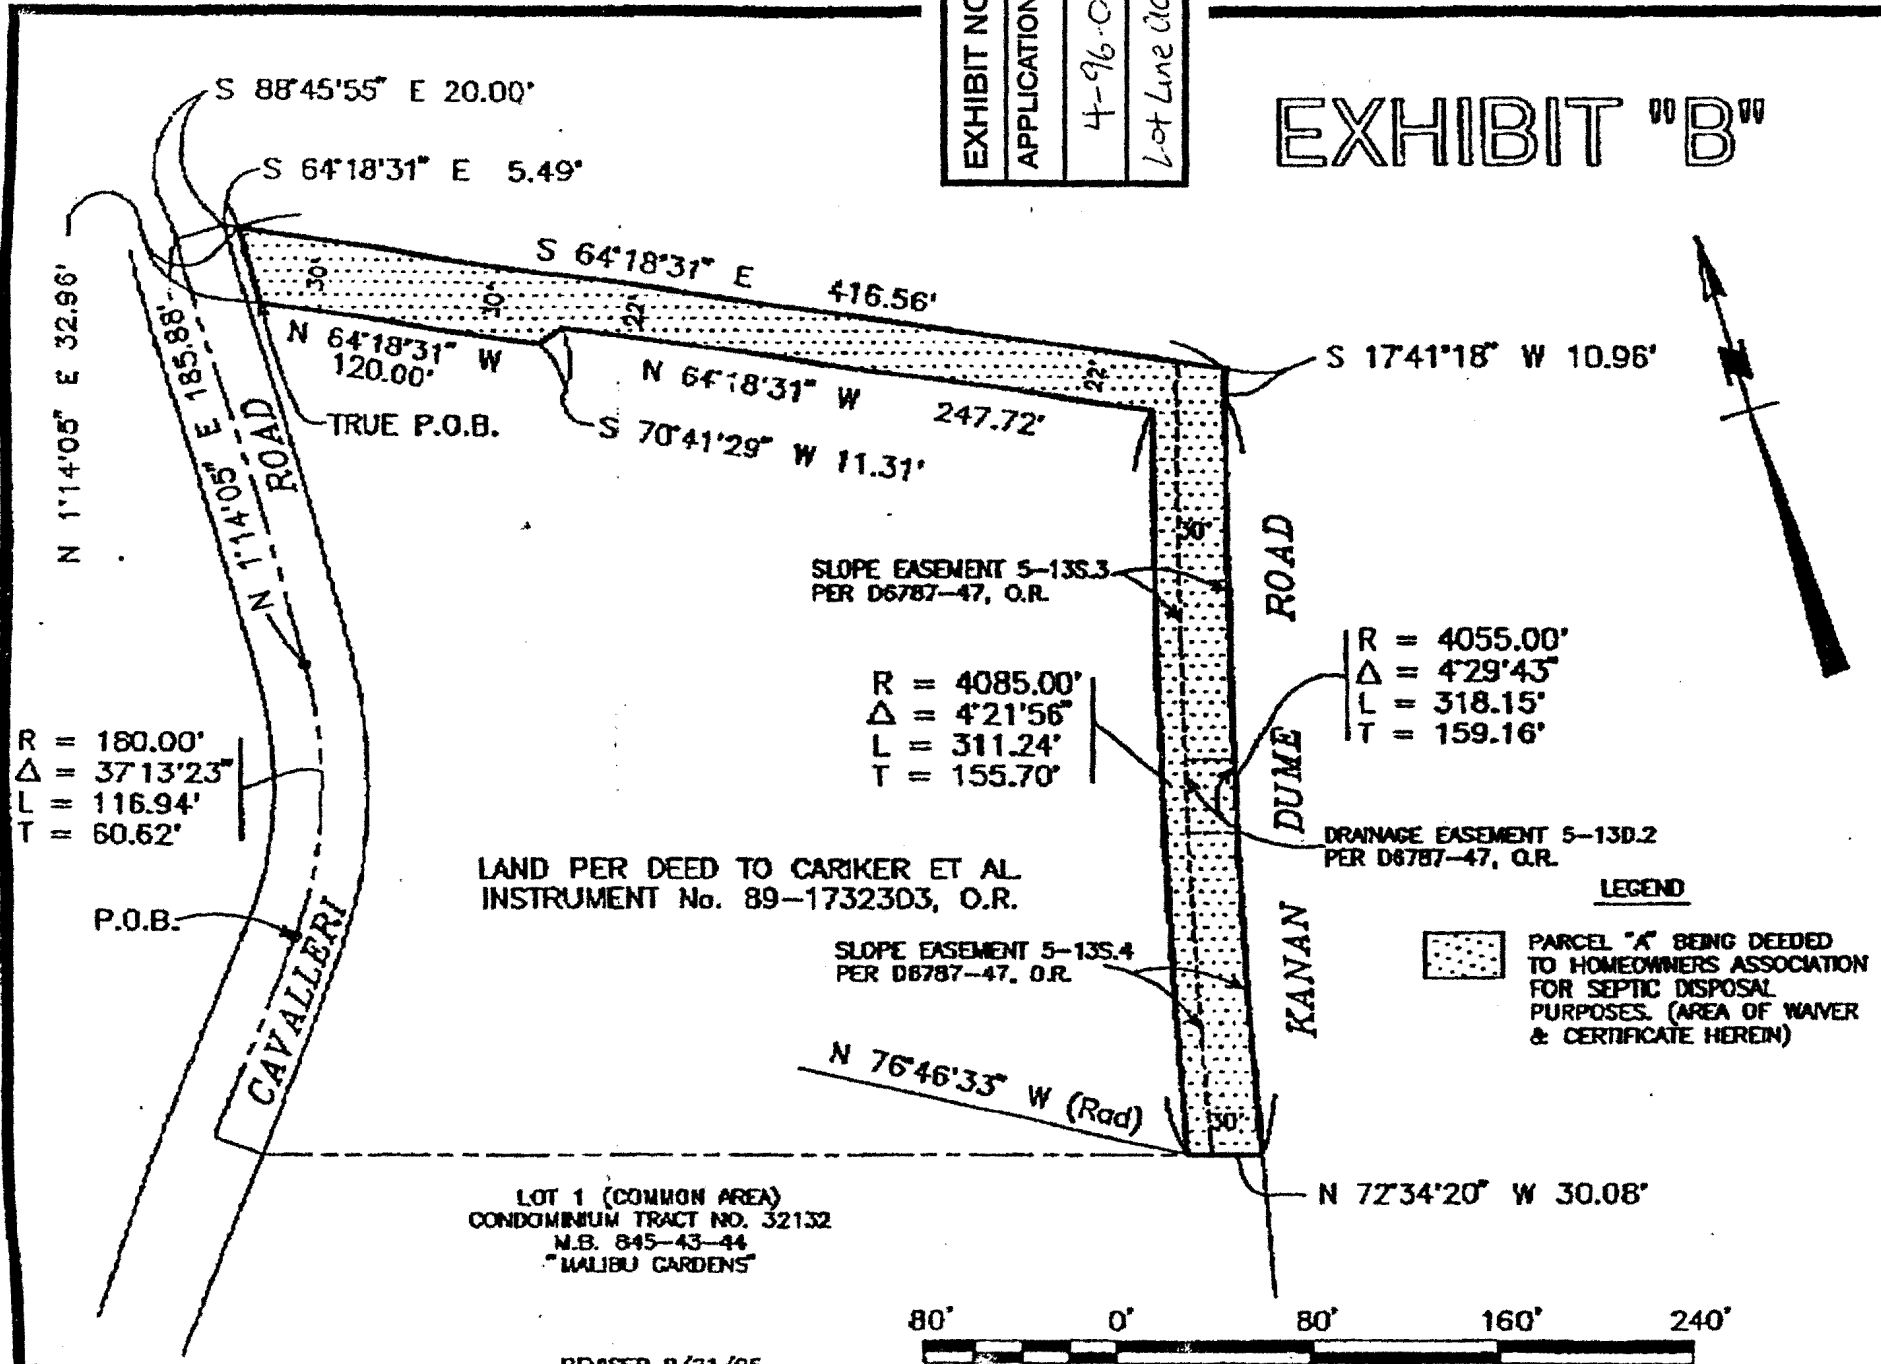 EXHIBIT NO
APPLICATION
4-96-0
Lot Line
EXHIBIT "B"
S 88°45'55" E 20.00'
S 64°18'31" E 5.49'
N 1°14'05" E 32.96'
S 64°18'31" E 416.56'
30'
30'
22'
22'
N 64°18'31" W
120.00'
N 64°18'31" W 247.72'
S 17°41'18" W 10.96'
TRUE P.O.B.
S 70°41'29" W 11.31'
N 1°14'05" E 185.88'
ROAD
30'
SLOPE EASEMENT 5-13S.3
PER D6787-47, O.R.
ROAD
R = 4055.00'
Δ = 4°29'43"
L = 318.15'
T = 159.16'
R = 4085.00'
Δ = 4°21'56"
L = 311.24'
T = 155.70'
R = 180.00'
Δ = 37°13'23"
L = 116.94'
T = 60.62'
DUME
DRAINAGE EASEMENT 5-13D.2
PER D6787-47, O.R.
LAND PER DEED TO CARIKER ET AL
INSTRUMENT No. 89-1732303, O.R.
LEGEND
P.O.B.
CAVALLERI
KANAN
SLOPE EASEMENT 5-13S.4
PER D6787-47, O.R.
PARCEL "A" BEING DEEDED
TO HOMEOWNERS ASSOCIATION
FOR SEPTIC DISPOSAL
PURPOSES. (AREA OF WAIVER
& CERTIFICATE HEREIN)
N 76°46'33" W (Rad)
30'
N 72°34'20" W 30.08'
LOT 1 (COMMON AREA)
CONDOMINIUM TRACT NO. 32132
M.B. 845-43-44
"MALIBU GARDENS"
80' 0' 80' 160' 240'